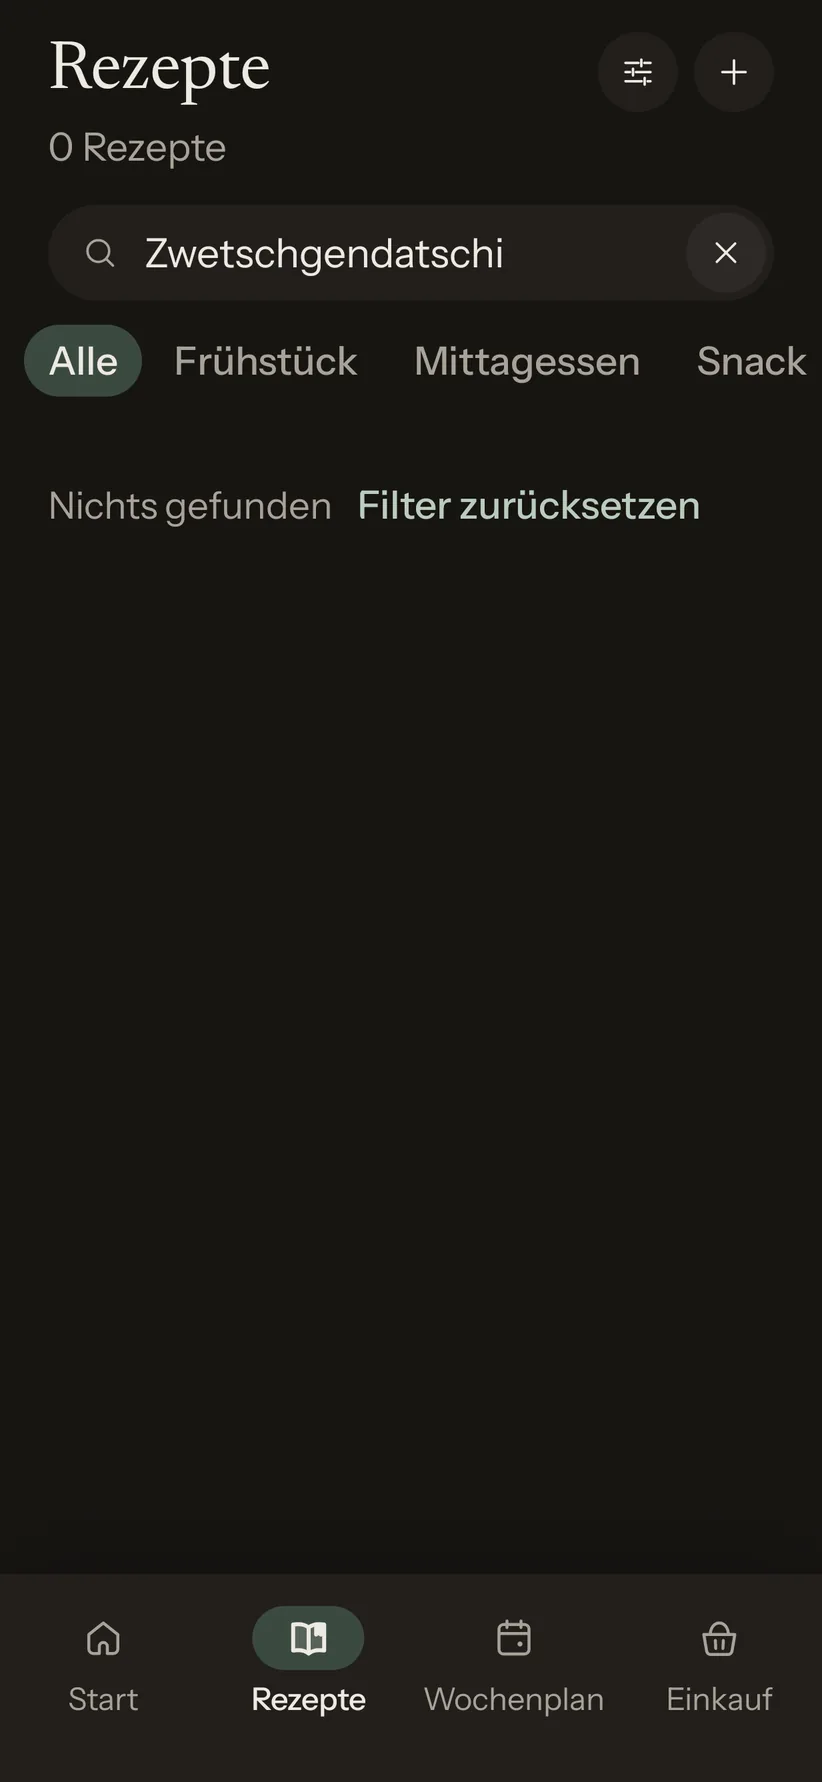 Rezepte
0 Rezepte
Zwetschgendatschi
Alle Frühstück Mittagessen Snack
Nichts gefunden Filter zurücksetzen
Start Rezepte Wochenplan Einkauf